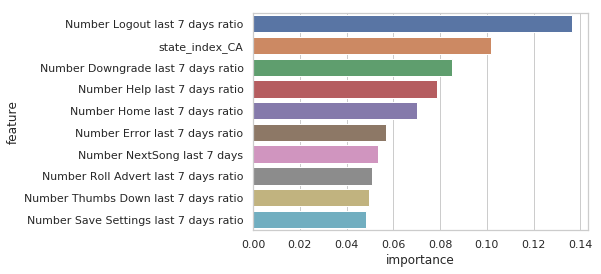 Number Logout last 7 days ratio
state_index_CA
Number Downgrade last 7 days ratio
Number Help last 7 days ratio
Number Home last 7 days ratio
Number Error last 7 days ratio
Number NextSong last 7 days
Number Roll Advert last 7 days ratio
Number Thumbs Down last 7 days ratio
Number Save Settings last 7 days ratio
feature
0.00 0.02 0.04 0.06 0.08 0.10 0.12 0.14
importance